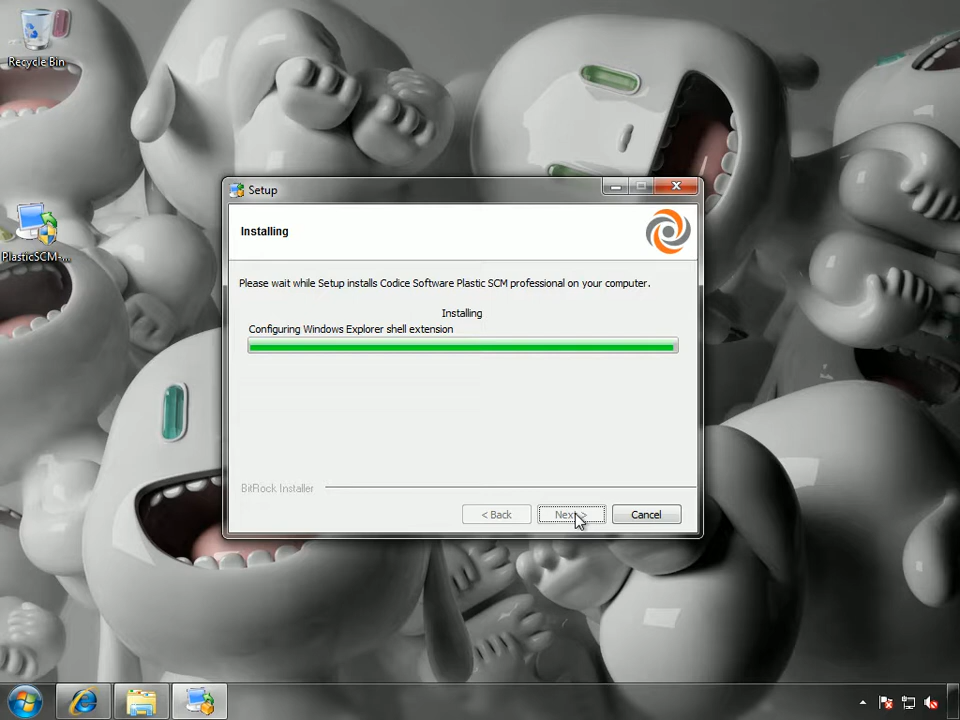 Recycle Bin
PlasticSCM-...
Setup
Installing
Please wait while Setup installs Codice Software Plastic SCM professional on your computer.
Installing
Configuring Windows Explorer shell extension
BitRock Installer
< Back
Next >
Cancel